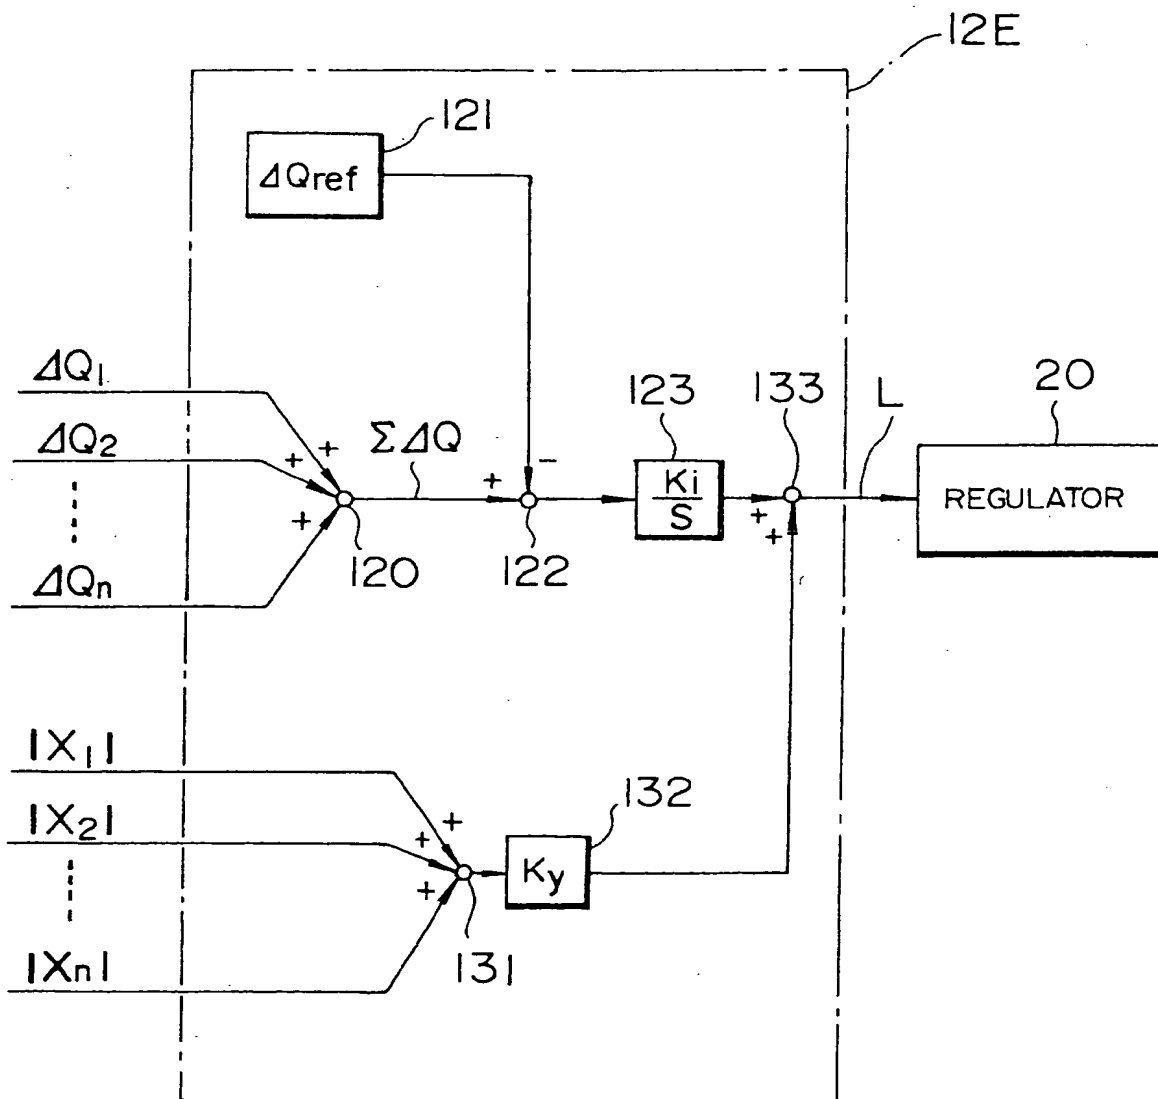 12E
121
ΔQref
ΔQ1
ΔQ2
ΔQn
ΣΔQ
+
+
+
+
-
120
122
123
Ki
S
133
+
+
L
20
REGULATOR
|X1|
|X2|
|Xn|
+
+
+
131
132
Ky